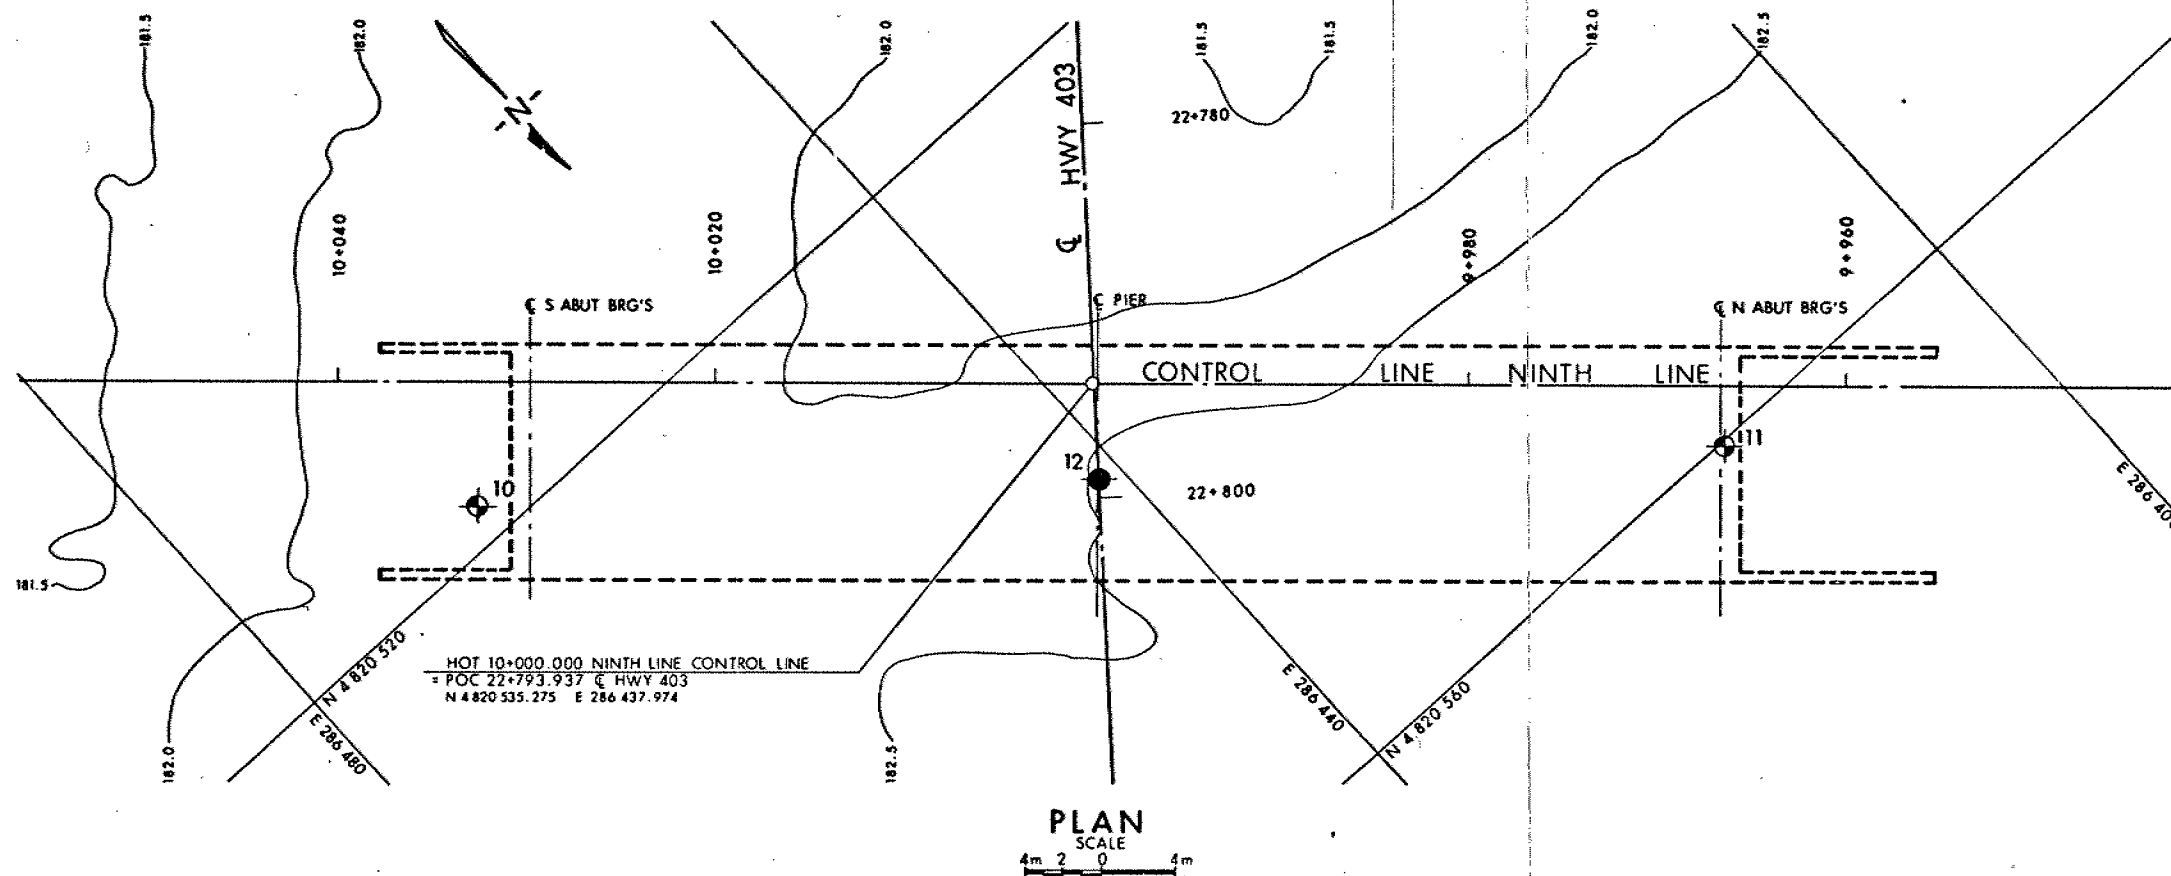 181.5
182.0
182.0
181.5
181.5
182.0
182.5
N
℄ HWY 403
22+780
10+040
10+020
9+980
9+960
℄ S ABUT BRG'S
℄ PIER
℄ N ABUT BRG'S
CONTROL LINE NINTH LINE
11
12
10
22+800
E 286 40
181.5
N 4 820 520
E 286 480
HOT 10+000.000 NINTH LINE CONTROL LINE
= POC 22+793.937 ℄ HWY 403
N 4 820 535.275 E 286 437.974
E 286 440
N 4 820 560
182.0
182.5
PLAN
SCALE
4m 2 0 4m